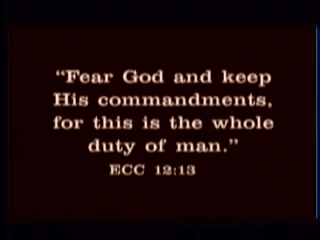 “Fear God and keep
His commandments,
for this is the whole
duty of man.”
ECC 12:13